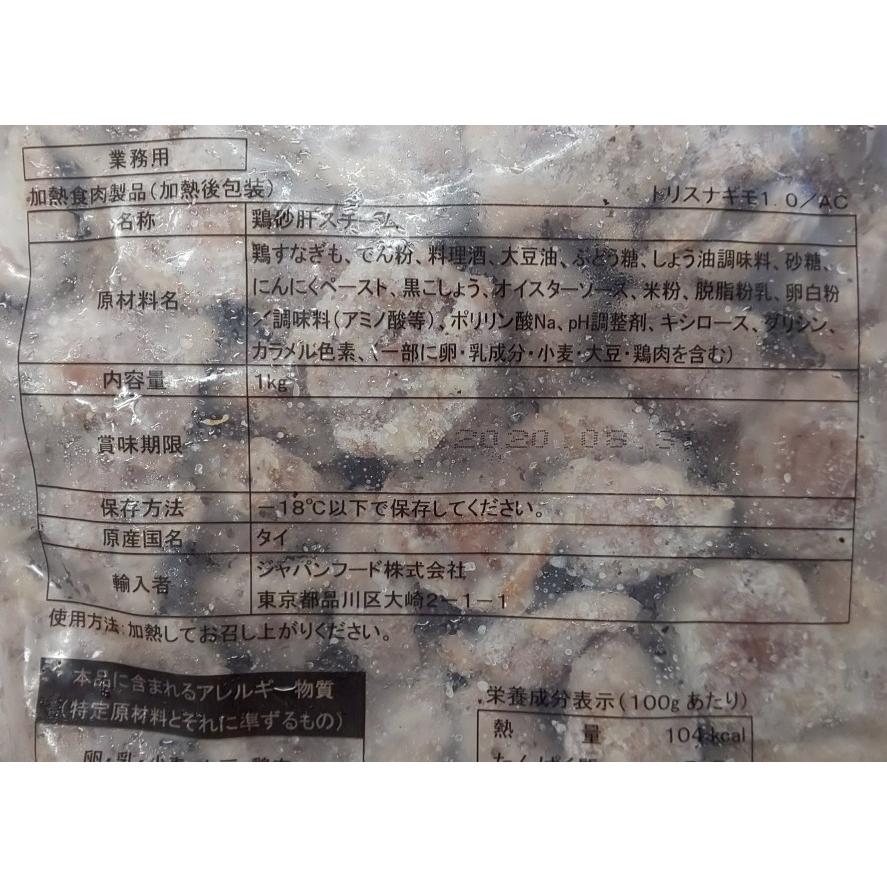 業務用
加熱食肉製品(加熱後包装)
トリスナギモ1.0/AC
名称 鶏砂肝スチーム
原材料名 鶏すなぎも、でん粉、料理酒、大豆油、ぶどう糖、しょう油調味料、砂糖、
にんにくペースト、黒こしょう、オイスターソース、米粉、脱脂粉乳、卵白粉
/調味料(アミノ酸等)、ポリリン酸Na、pH調整剤、キシロース、グリシン、
カラメル色素、(一部に卵・乳成分・小麦・大豆・鶏肉を含む)
内容量 1kg
賞味期限 2020.08.
保存方法 -18℃以下で保存してください。
原産国名 タイ
輸入者 ジャパンフード株式会社
東京都品川区大崎2-1-1
使用方法:加熱してお召し上がりください。
本品に含まれるアレルギー物質
(特定原材料とそれに準ずるもの)
栄養成分表示(100gあたり)
熱量 104kcal